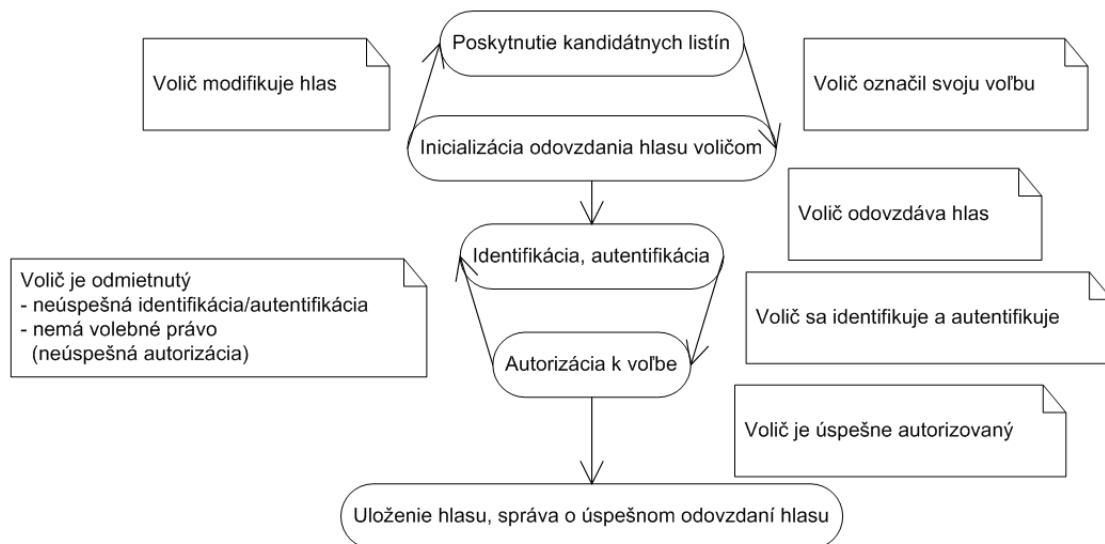 Poskytnutie kandidátnych listín
Volič modifikuje hlas
Volič označil svoju voľbu
Inicializácia odovzdania hlasu voličom
Volič odovzdáva hlas
Identifikácia, autentifikácia
Volič je odmietnutý
- neúspešná identifikácia/autentifikácia
- nemá volebné právo
(neúspešná autorizácia)
Volič sa identifikuje a autentifikuje
Autorizácia k voľbe
Volič je úspešne autorizovaný
Uloženie hlasu, správa o úspešnom odovzdaní hlasu